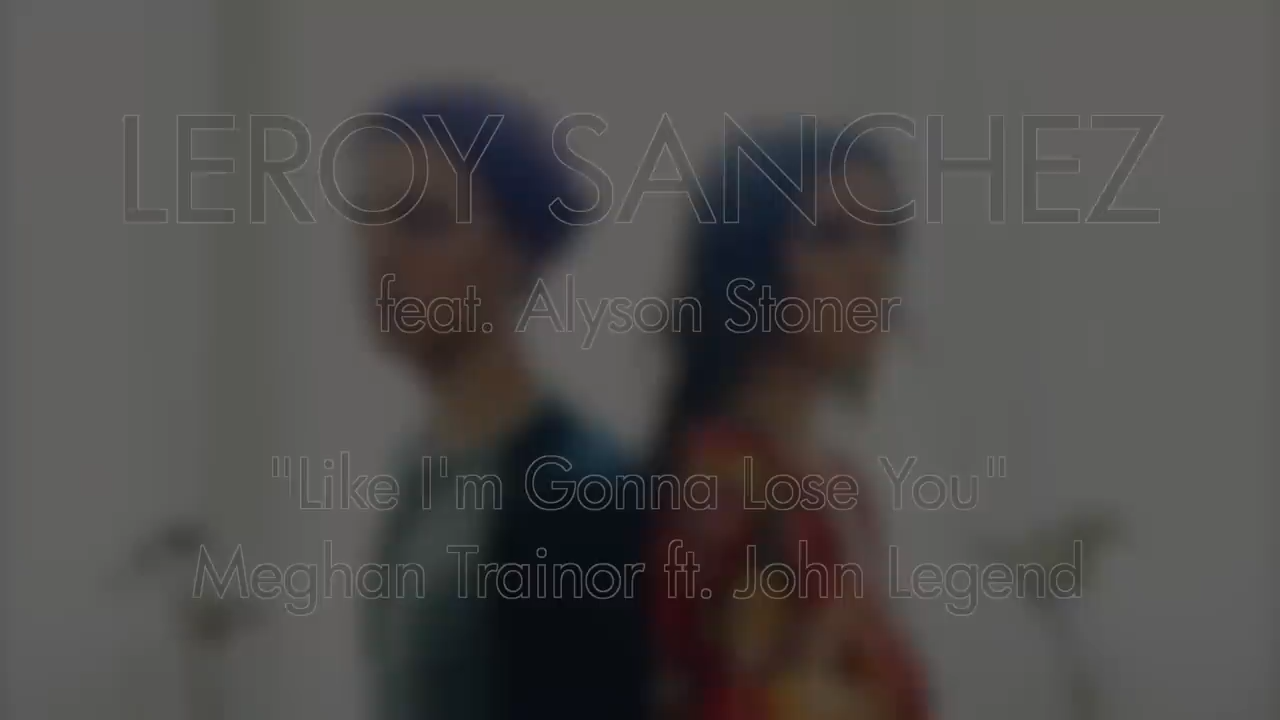 LEROY SANCHEZ
feat. Alyson Stoner
"Like I'm Gonna Lose You"
Meghan Trainor ft. John Legend